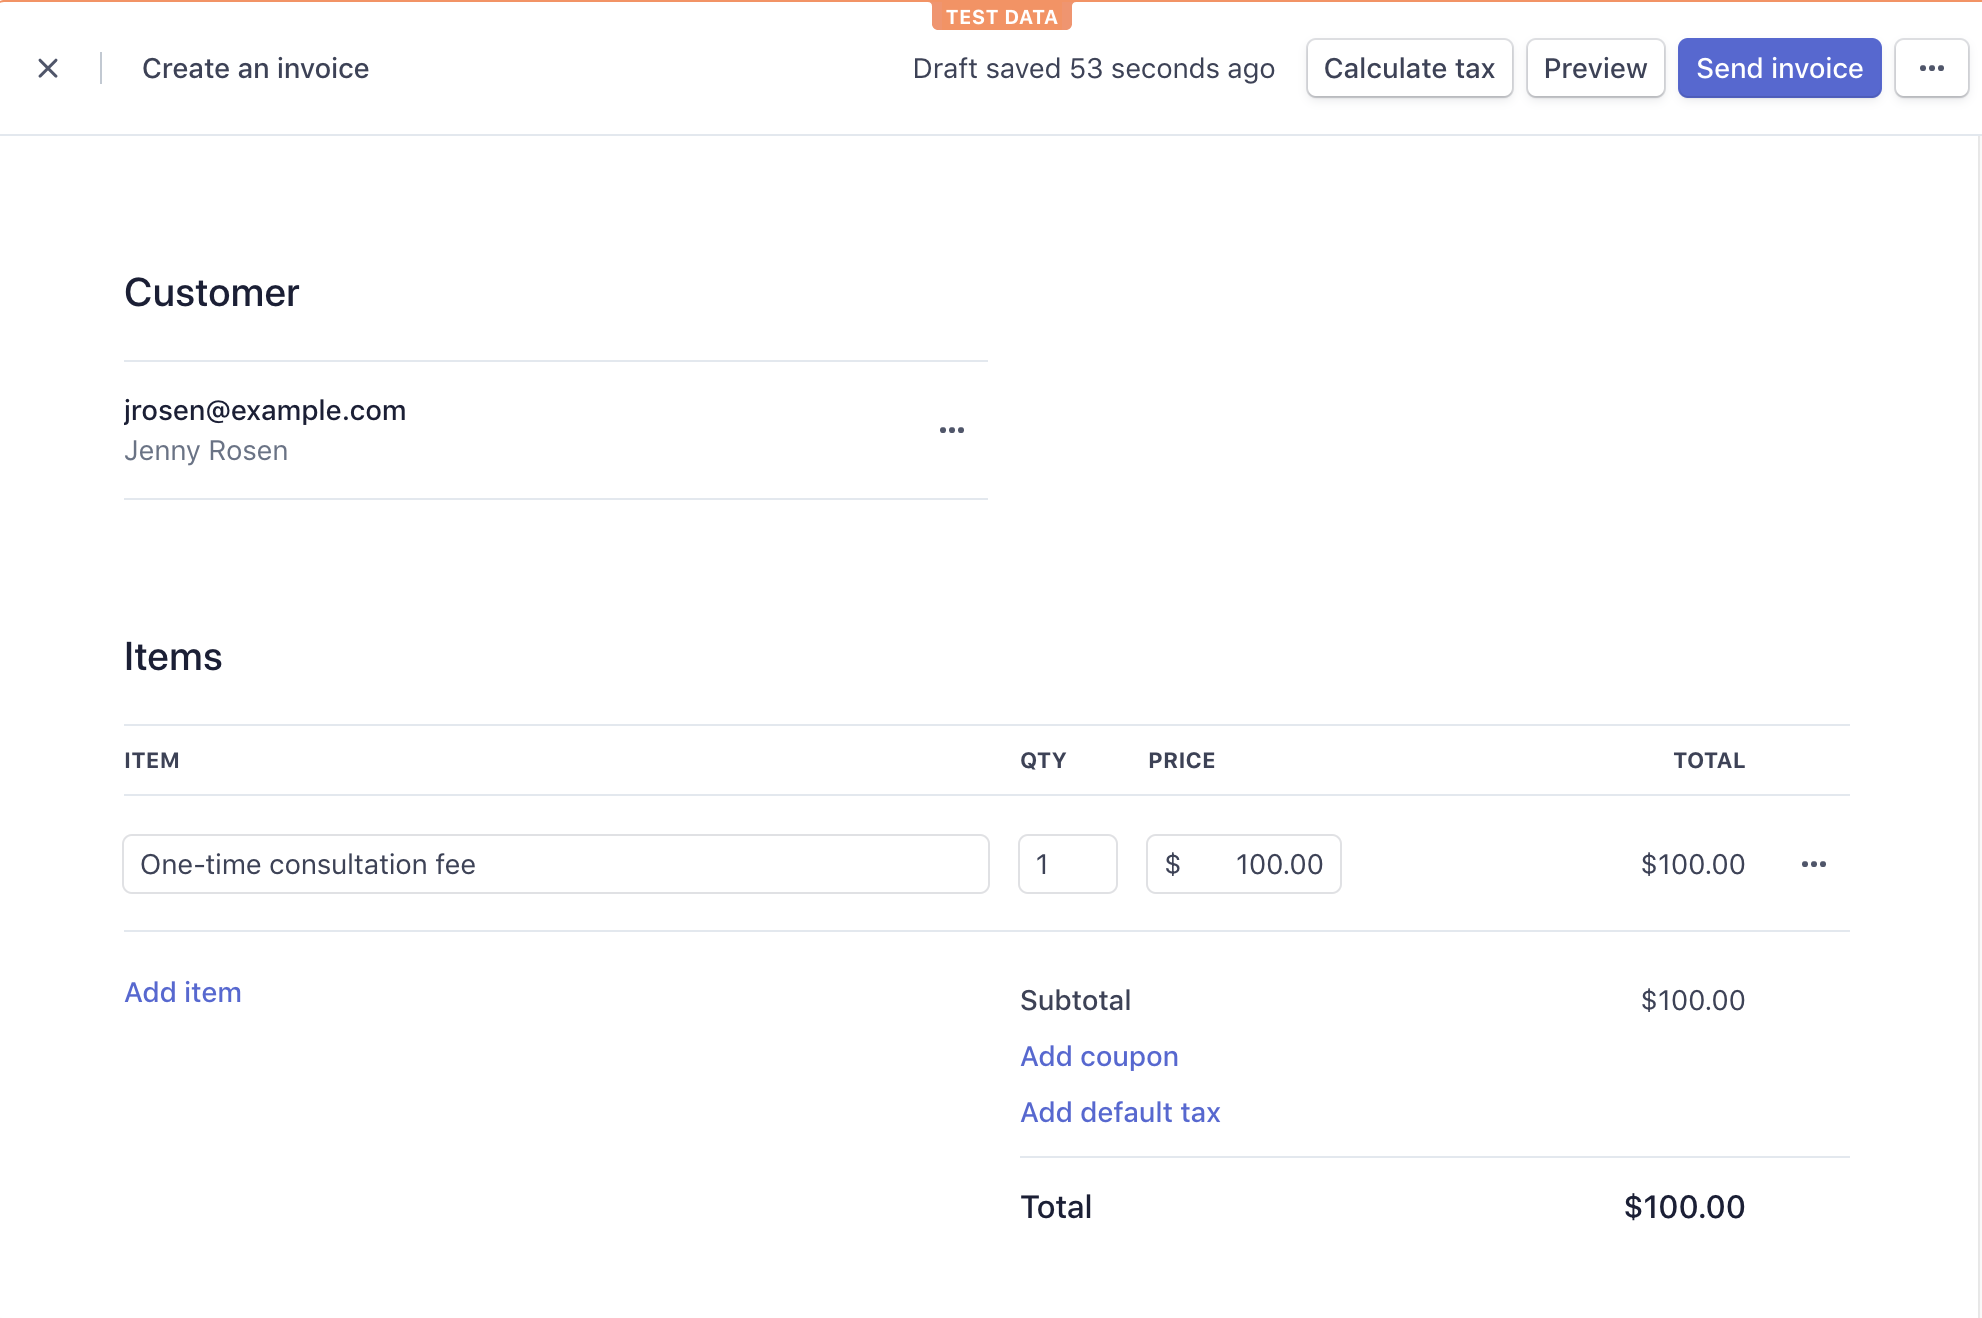 TEST DATA
Create an invoice
Draft saved 53 seconds ago
Calculate tax
Preview
Send invoice
Customer
jrosen@example.com
Jenny Rosen
Items
ITEM QTY PRICE TOTAL
One-time consultation fee 1 $ 100.00 $100.00
Add item
Subtotal $100.00
Add coupon
Add default tax
Total $100.00